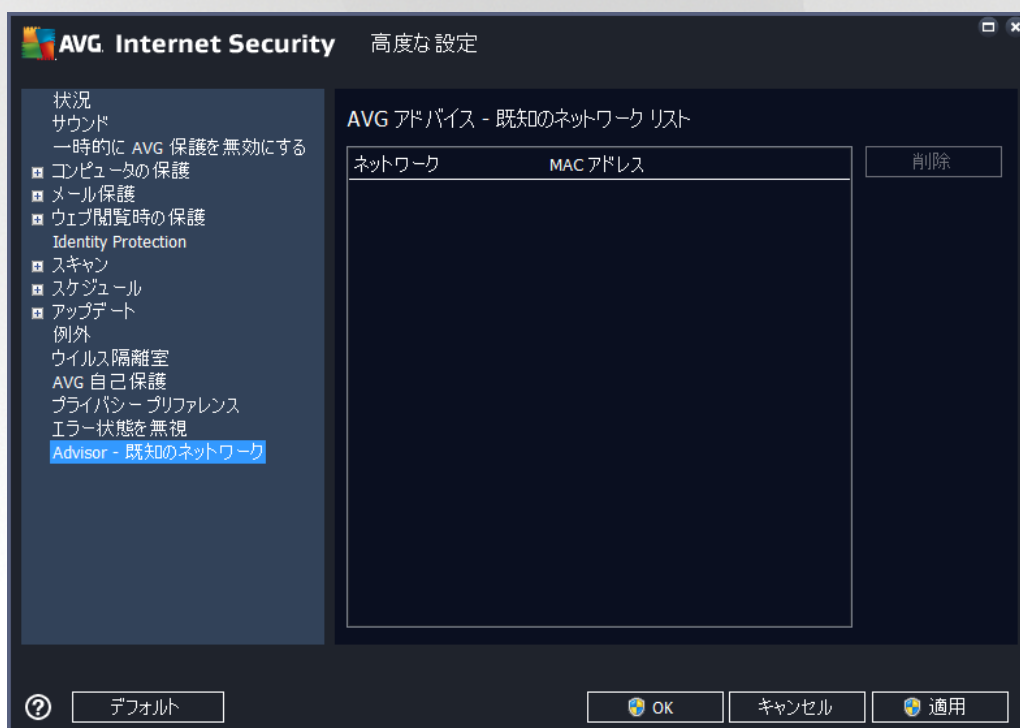 AVG. Internet Security 高度な設定
状況
サウンド
一時的に AVG 保護を無効にする
コンピュータの保護
メール保護
ウェブ閲覧時の保護
Identity Protection
スキャン
スケジュール
アップデート
例外
ウイルス隔離室
AVG 自己保護
プライバシー プリファレンス
エラー状態を無視
Advisor - 既知のネットワーク
AVG アドバイス - 既知のネットワーク リスト
ネットワーク MAC アドレス
削除
デフォルト OK キャンセル 適用